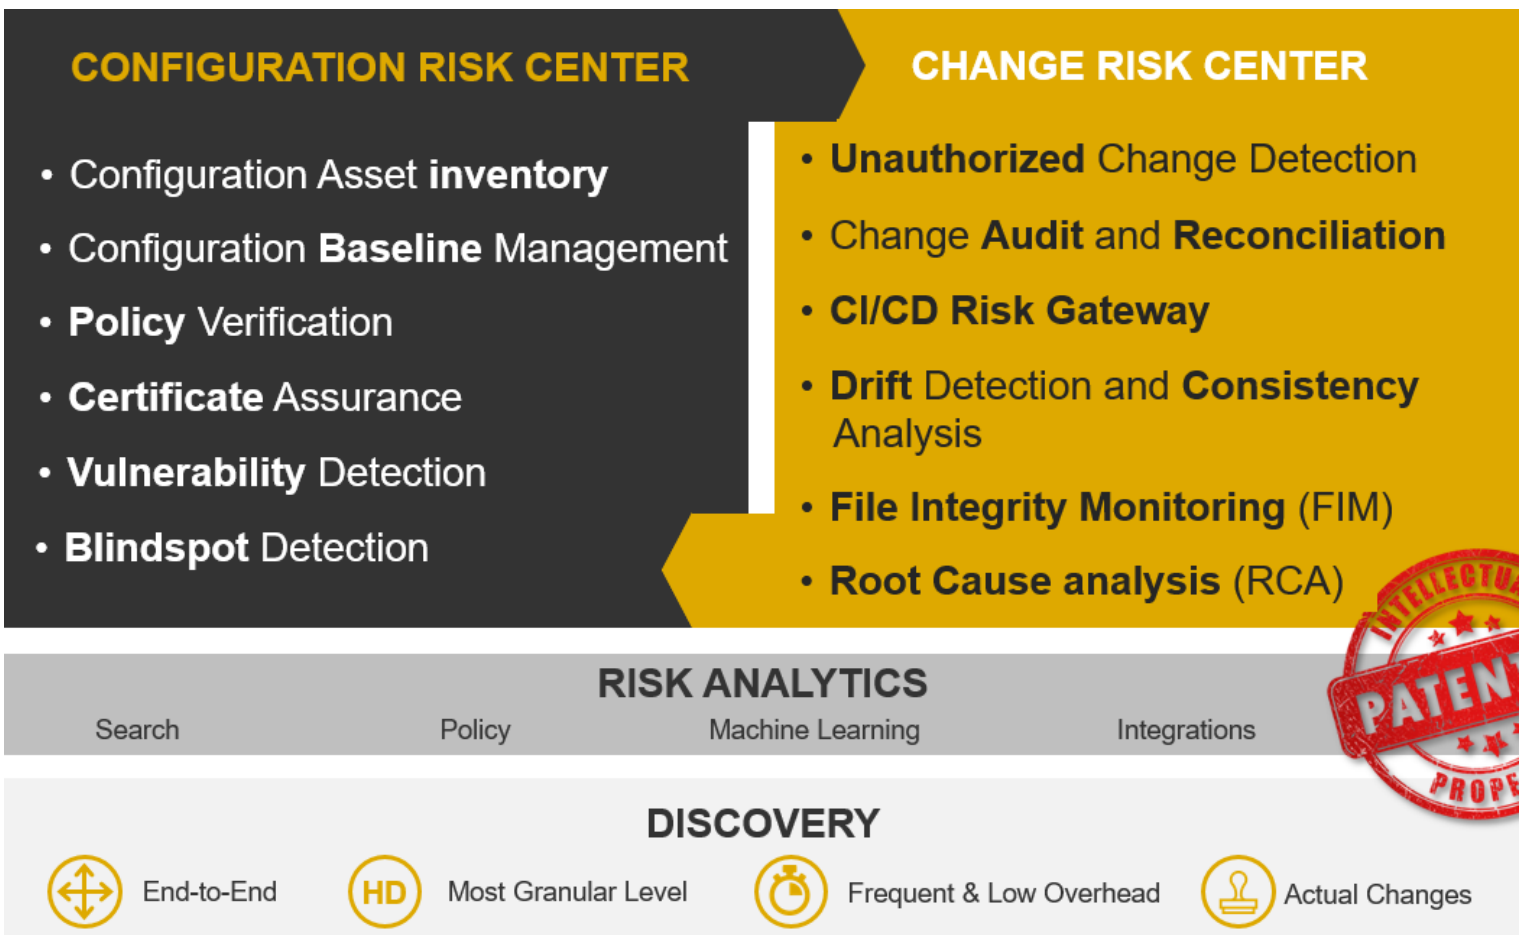 CONFIGURATION RISK CENTER
• Configuration Asset inventory
• Configuration Baseline Management
• Policy Verification
• Certificate Assurance
• Vulnerability Detection
• Blindspot Detection
CHANGE RISK CENTER
• Unauthorized Change Detection
• Change Audit and Reconciliation
• CI/CD Risk Gateway
• Drift Detection and Consistency
Analysis
• File Integrity Monitoring (FIM)
• Root Cause analysis (RCA)
INTELLECTU
PATENT
PROPE
RISK ANALYTICS
Search Policy Machine Learning Integrations
DISCOVERY
End-to-End HD Most Granular Level Frequent & Low Overhead Actual Changes